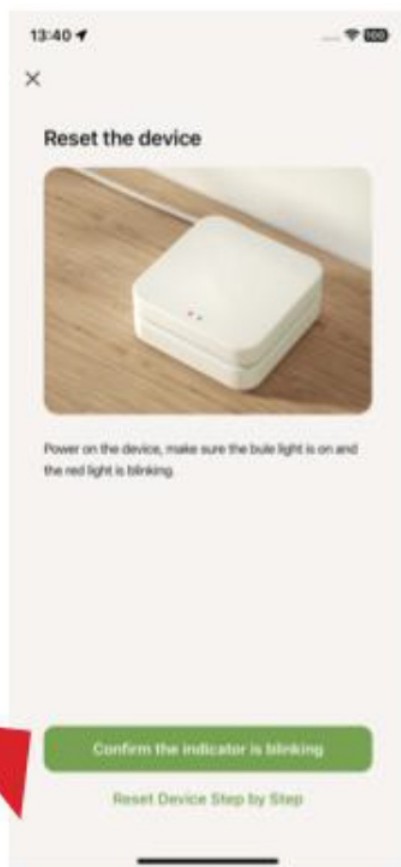 13:40
100
Reset the device
Power on the device, make sure the bule light is on and
the red light is blinking.
Confirm the indicator is blinking
Reset Device Step by Step